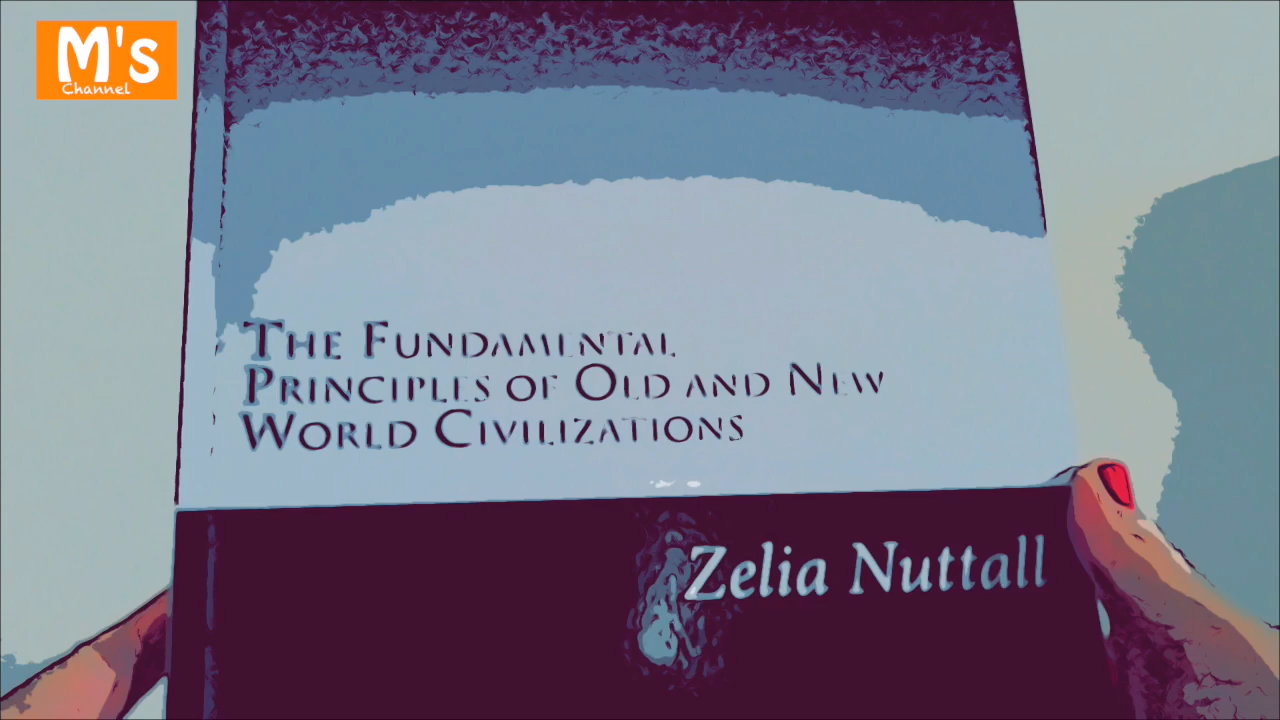 M's
Channel
The Fundamental
Principles of Old and New
World Civilizations
Zelia Nuttall